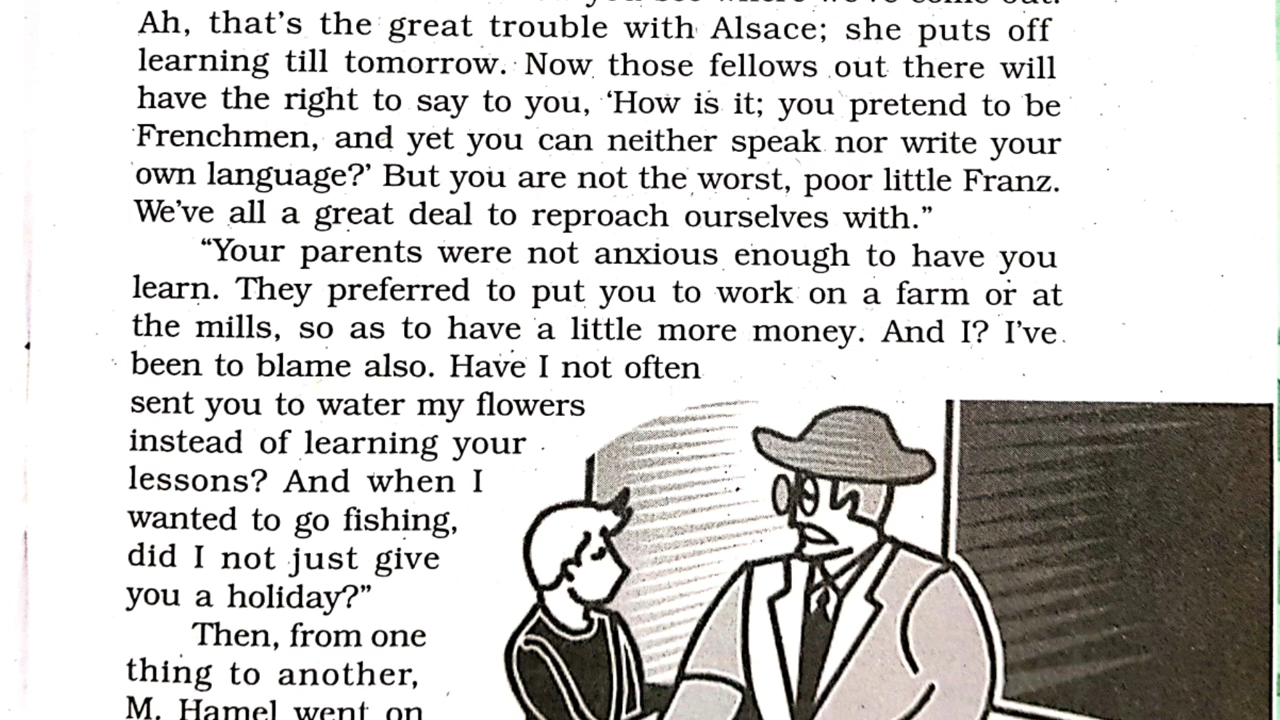 Ah, that's the great trouble with Alsace; she puts off
learning till tomorrow. Now those fellows out there will
have the right to say to you, ‘How is it; you pretend to be
Frenchmen, and yet you can neither speak nor write your
own language?’ But you are not the worst, poor little Franz.
We've all a great deal to reproach ourselves with.”
“Your parents were not anxious enough to have you
learn. They preferred to put you to work on a farm or at
the mills, so as to have a little more money. And I? I've
been to blame also. Have I not often
sent you to water my flowers
instead of learning your
lessons? And when I
wanted to go fishing,
did I not just give
you a holiday?”
Then, from one
thing to another,
M. Hamel went on